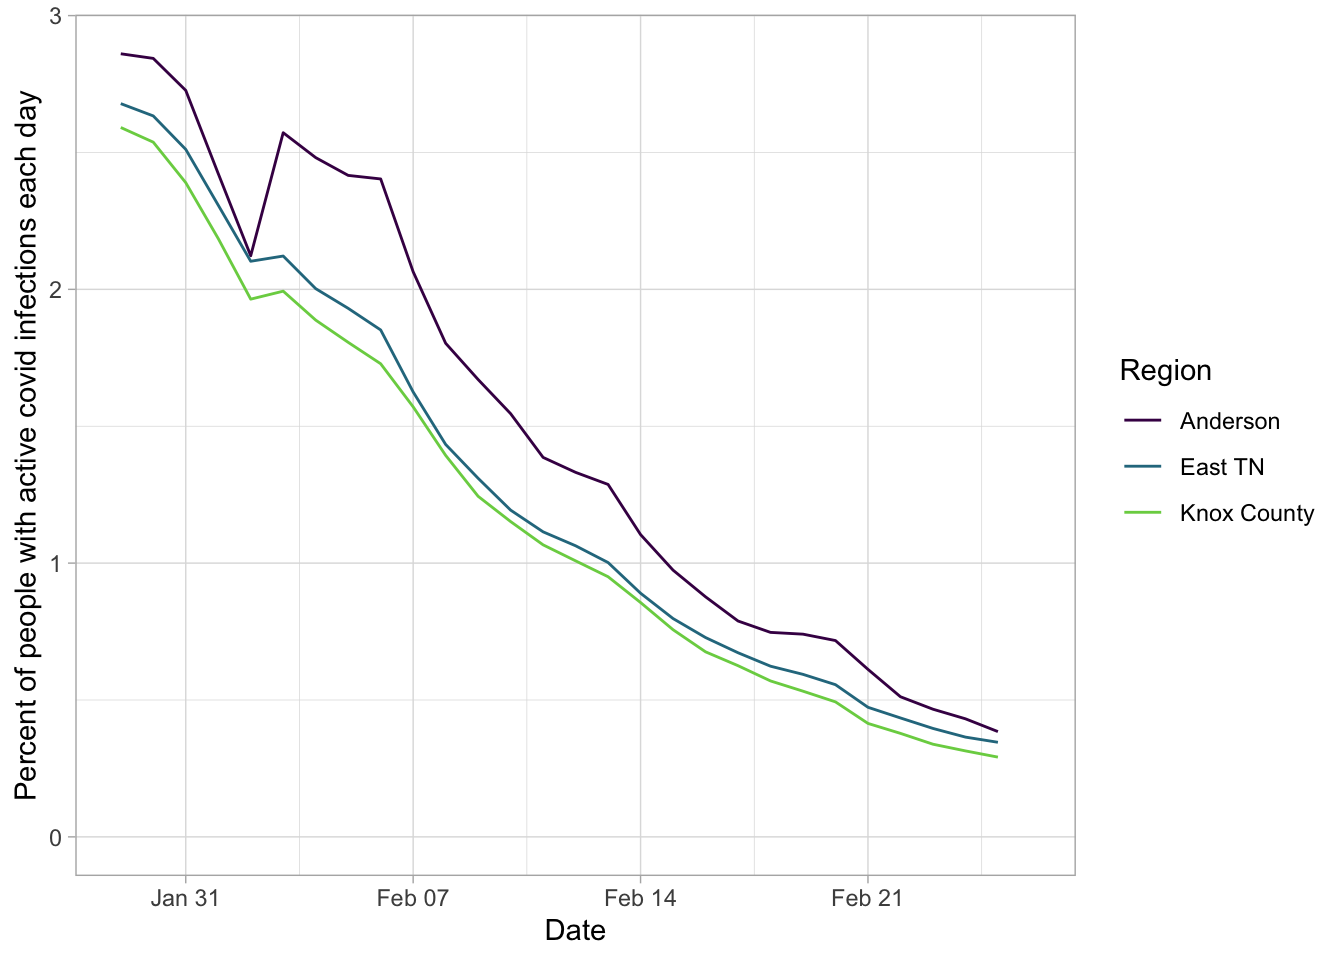 Percent of people with active covid infections each day
3
2
1
0
Jan 31
Feb 07
Feb 14
Feb 21
Date
Region
Anderson
East TN
Knox County